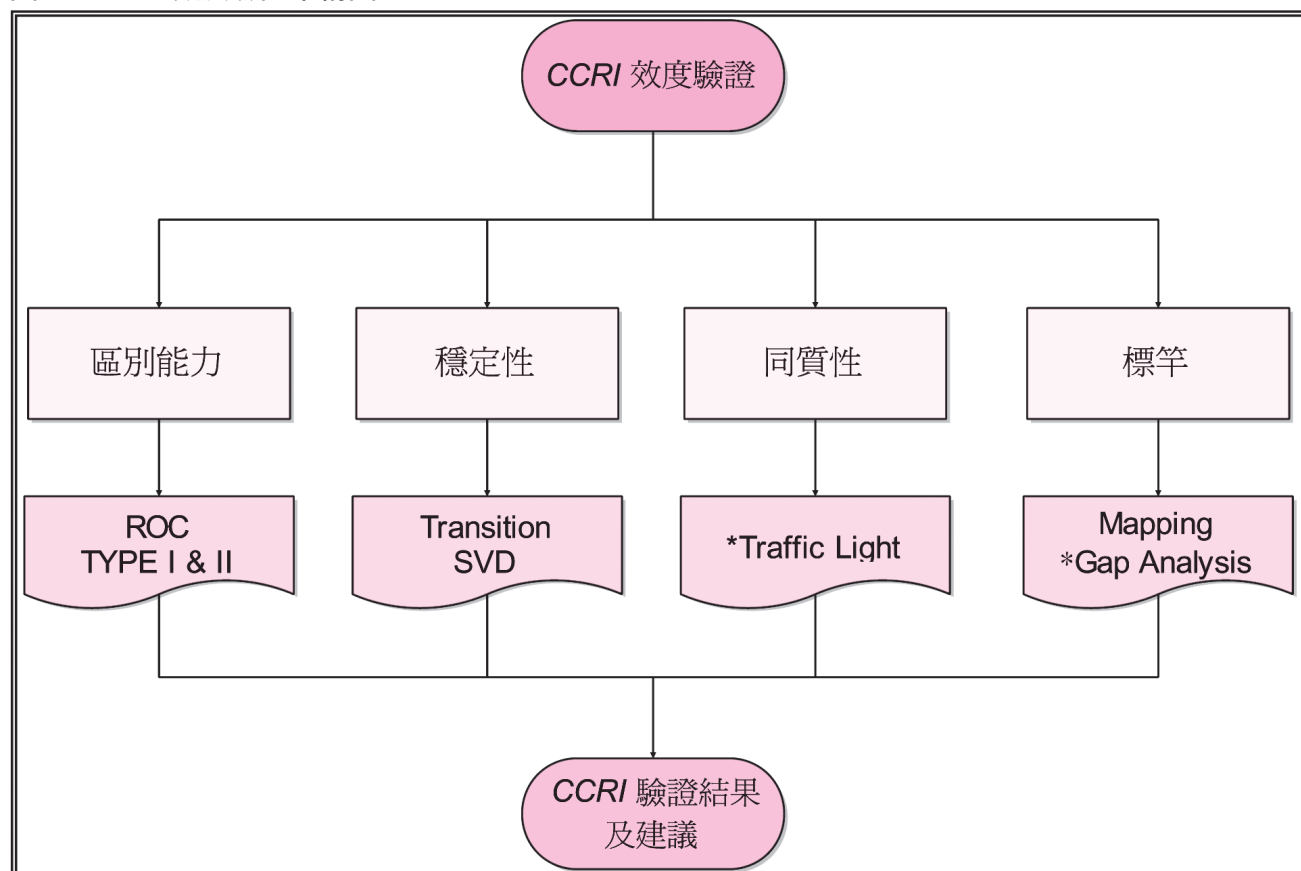 CCRI 效度驗證
區別能力
穩定性
同質性
標竿
ROC
TYPE I & II
Transition
SVD
*Traffic Light
Mapping
*Gap Analysis
CCRI 驗證結果
及建議